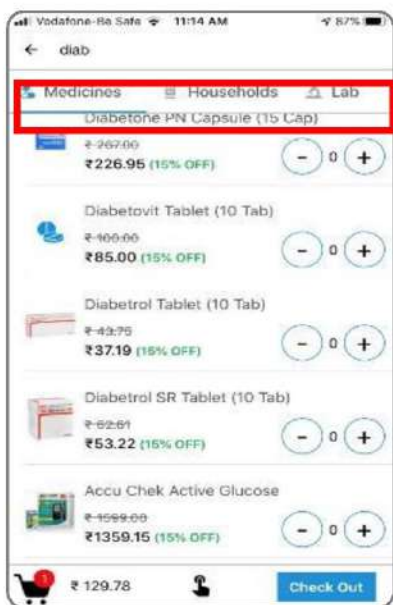 Vodafone-Be Safe 11:14 AM 87%
← diab
Medicines Households Lab
Diabetone PN Capsule (15 Cap)
₹ 267.00
₹226.95 (15% OFF)
- 0 +
Diabetovit Tablet (10 Tab)
₹ 100.00
₹85.00 (15% OFF)
- 0 +
Diabetrol Tablet (10 Tab)
₹ 43.75
₹37.19 (15% OFF)
- 0 +
Diabetrol SR Tablet (10 Tab)
₹ 62.61
₹53.22 (15% OFF)
- 0 +
Accu Chek Active Glucose
₹ 1599.00
₹1359.15 (15% OFF)
- 0 +
1
₹ 129.78
Check Out